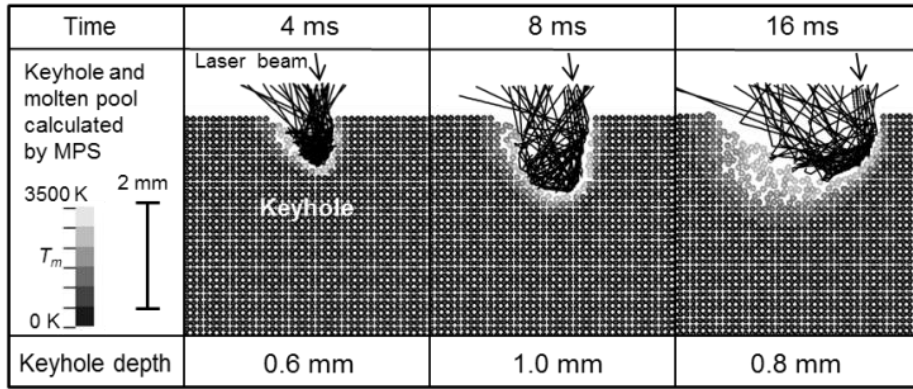 Time
4 ms
8 ms
16 ms
Keyhole and
molten pool
calculated
by MPS
Laser beam
3500 K
2 mm
Tm
0 K
Keyhole
Keyhole depth
0.6 mm
1.0 mm
0.8 mm